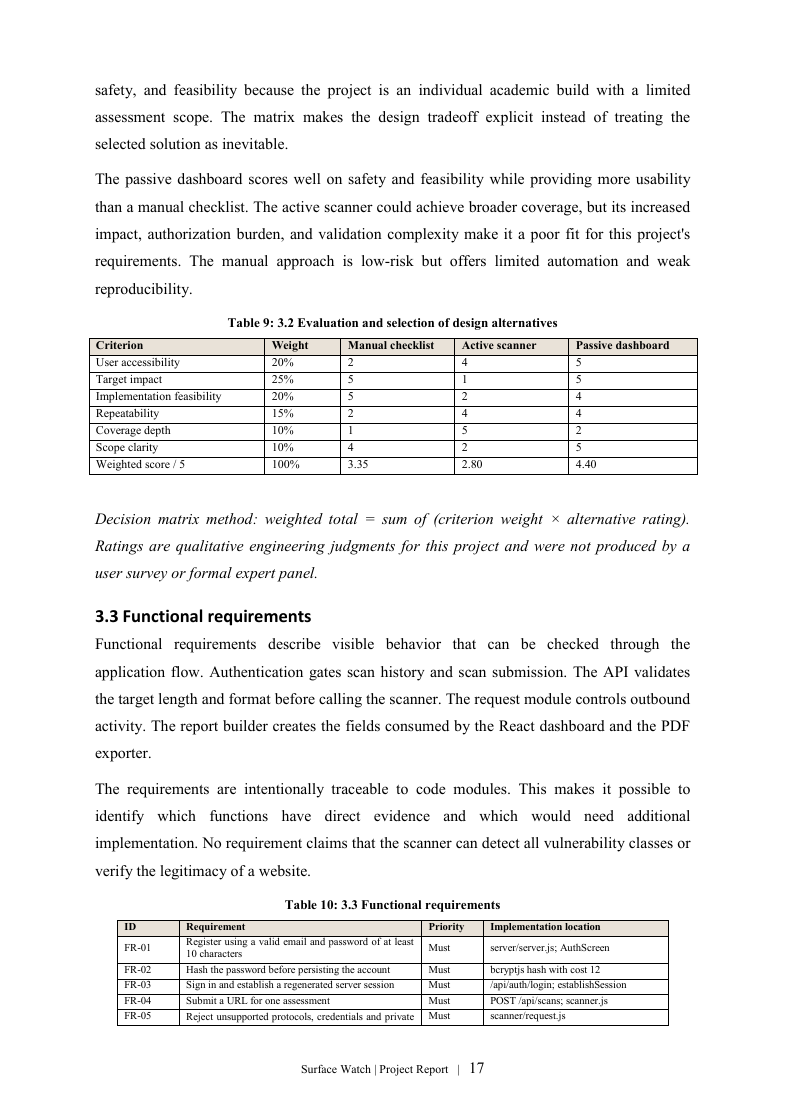 safety, and feasibility because the project is an individual academic build with a limited
assessment scope. The matrix makes the design tradeoff explicit instead of treating the
selected solution as inevitable.
The passive dashboard scores well on safety and feasibility while providing more usability
than a manual checklist. The active scanner could achieve broader coverage, but its increased
impact, authorization burden, and validation complexity make it a poor fit for this project's
requirements. The manual approach is low-risk but offers limited automation and weak
reproducibility.
Table 9: 3.2 Evaluation and selection of design alternatives
Criterion Weight Manual checklist Active scanner Passive dashboard
User accessibility 20% 2 4 5
Target impact 25% 5 1 5
Implementation feasibility 20% 5 2 4
Repeatability 15% 2 4 4
Coverage depth 10% 1 5 2
Scope clarity 10% 4 2 5
Weighted score / 5 100% 3.35 2.80 4.40
Decision matrix method: weighted total = sum of (criterion weight × alternative rating).
Ratings are qualitative engineering judgments for this project and were not produced by a
user survey or formal expert panel.
3.3 Functional requirements
Functional requirements describe visible behavior that can be checked through the
application flow. Authentication gates scan history and scan submission. The API validates
the target length and format before calling the scanner. The request module controls outbound
activity. The report builder creates the fields consumed by the React dashboard and the PDF
exporter.
The requirements are intentionally traceable to code modules. This makes it possible to
identify which functions have direct evidence and which would need additional
implementation. No requirement claims that the scanner can detect all vulnerability classes or
verify the legitimacy of a website.
Table 10: 3.3 Functional requirements
ID Requirement Priority Implementation location
FR-01 Register using a valid email and password of at least
10 characters Must server/server.js; AuthScreen
FR-02 Hash the password before persisting the account Must bcryptjs hash with cost 12
FR-03 Sign in and establish a regenerated server session Must /api/auth/login; establishSession
FR-04 Submit a URL for one assessment Must POST /api/scans; scanner.js
FR-05 Reject unsupported protocols, credentials and private Must scanner/request.js
Surface Watch | Project Report | 17